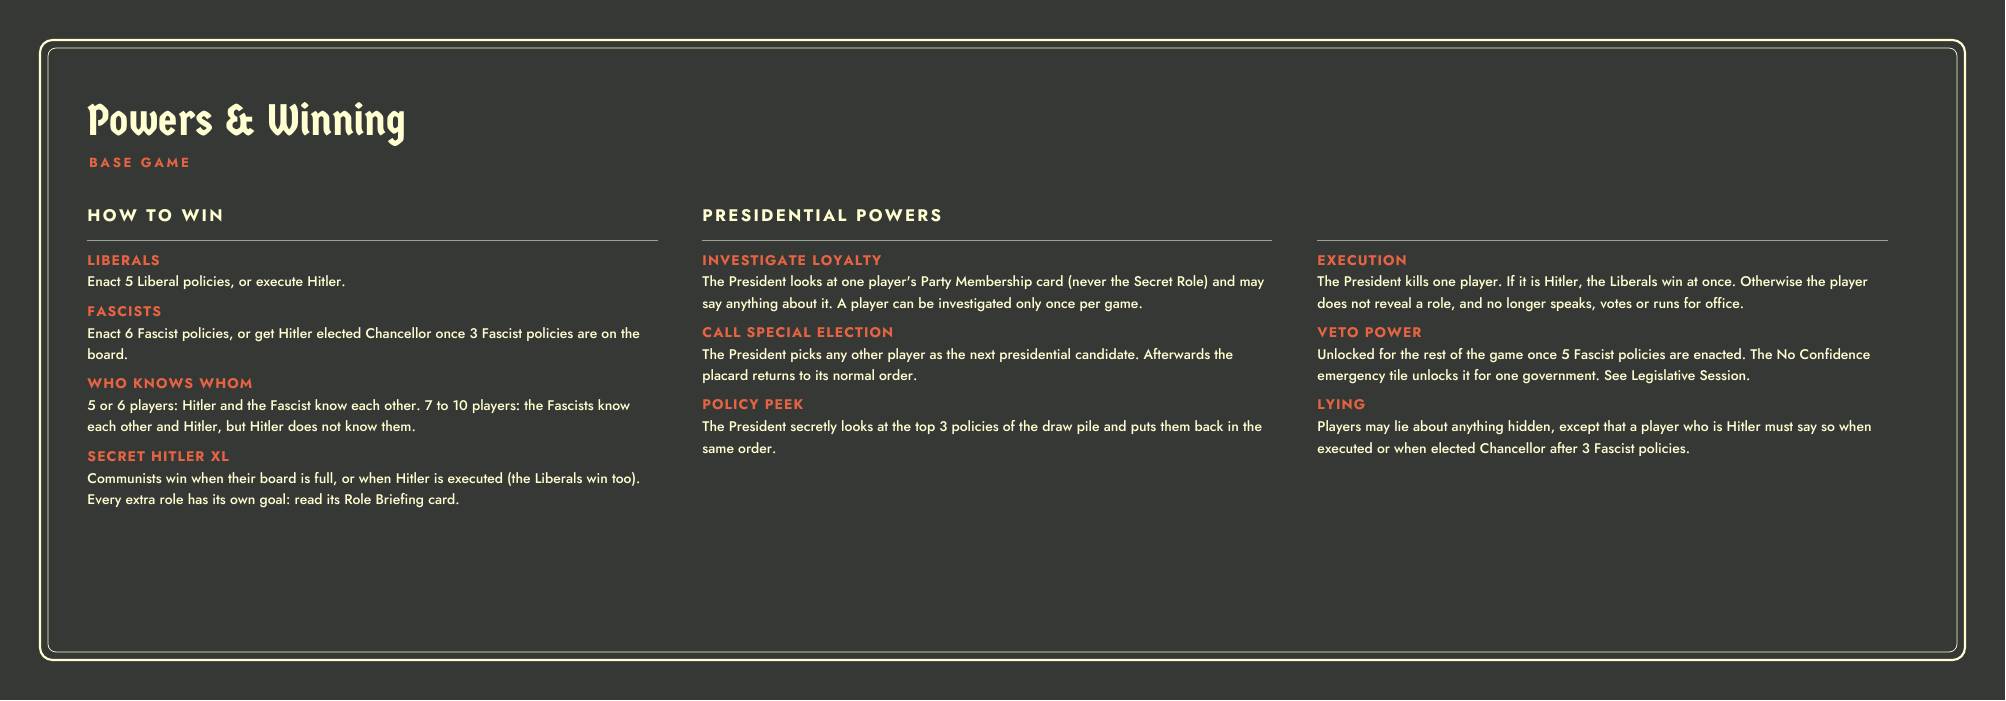 Powers & Winning
BASE GAME
HOW TO WIN
LIBERALS
Enact 5 Liberal policies, or execute Hitler.
FASCISTS
Enact 6 Fascist policies, or get Hitler elected Chancellor once 3 Fascist policies are on the
board.
WHO KNOWS WHOM
5 or 6 players: Hitler and the Fascist know each other. 7 to 10 players: the Fascists know
each other and Hitler, but Hitler does not know them.
SECRET HITLER XL
Communists win when their board is full, or when Hitler is executed (the Liberals win too).
Every extra role has its own goal: read its Role Briefing card.
PRESIDENTIAL POWERS
INVESTIGATE LOYALTY
The President looks at one player's Party Membership card (never the Secret Role) and may
say anything about it. A player can be investigated only once per game.
CALL SPECIAL ELECTION
The President picks any other player as the next presidential candidate. Afterwards the
placard returns to its normal order.
POLICY PEEK
The President secretly looks at the top 3 policies of the draw pile and puts them back in the
same order.
EXECUTION
The President kills one player. If it is Hitler, the Liberals win at once. Otherwise the player
does not reveal a role, and no longer speaks, votes or runs for office.
VETO POWER
Unlocked for the rest of the game once 5 Fascist policies are enacted. The No Confidence
emergency tile unlocks it for one government. See Legislative Session.
LYING
Players may lie about anything hidden, except that a player who is Hitler must say so when
executed or when elected Chancellor after 3 Fascist policies.